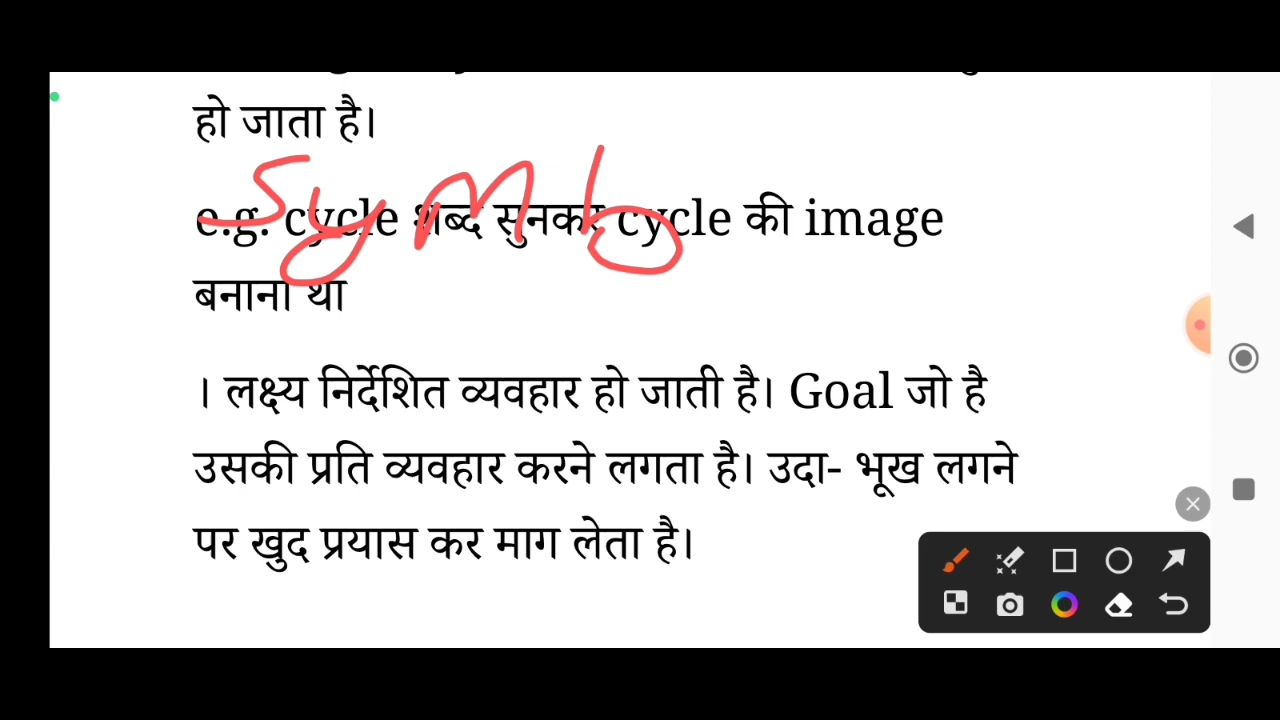 हो जाता है।
Symb
e.g. cycle शब्द सुनकर cycle की image
बनाना था
। लक्ष्य निर्देशित व्यवहार हो जाती है। Goal जो है
उसकी प्रति व्यवहार करने लगता है। उदा- भूख लगने
पर खुद प्रयास कर माग लेता है।